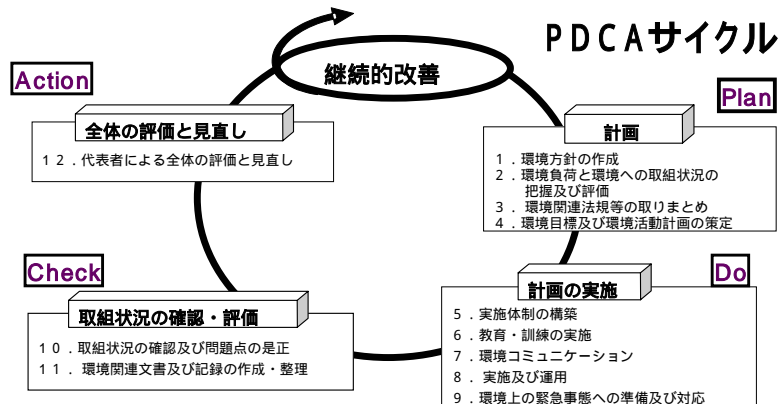 PDCAサイクル
継続的改善
Action
全体の評価と見直し
12．代表者による全体の評価と見直し
Plan
計画
1．環境方針の作成
2．環境負荷と環境への取組状況の
把握及び評価
3．環境関連法規等の取りまとめ
4．環境目標及び環境活動計画の策定
Check
取組状況の確認・評価
10．取組状況の確認及び問題点の是正
11．環境関連文書及び記録の作成・整理
Do
計画の実施
5．実施体制の構築
6．教育・訓練の実施
7．環境コミュニケーション
8．実施及び運用
9．環境上の緊急事態への準備及び対応